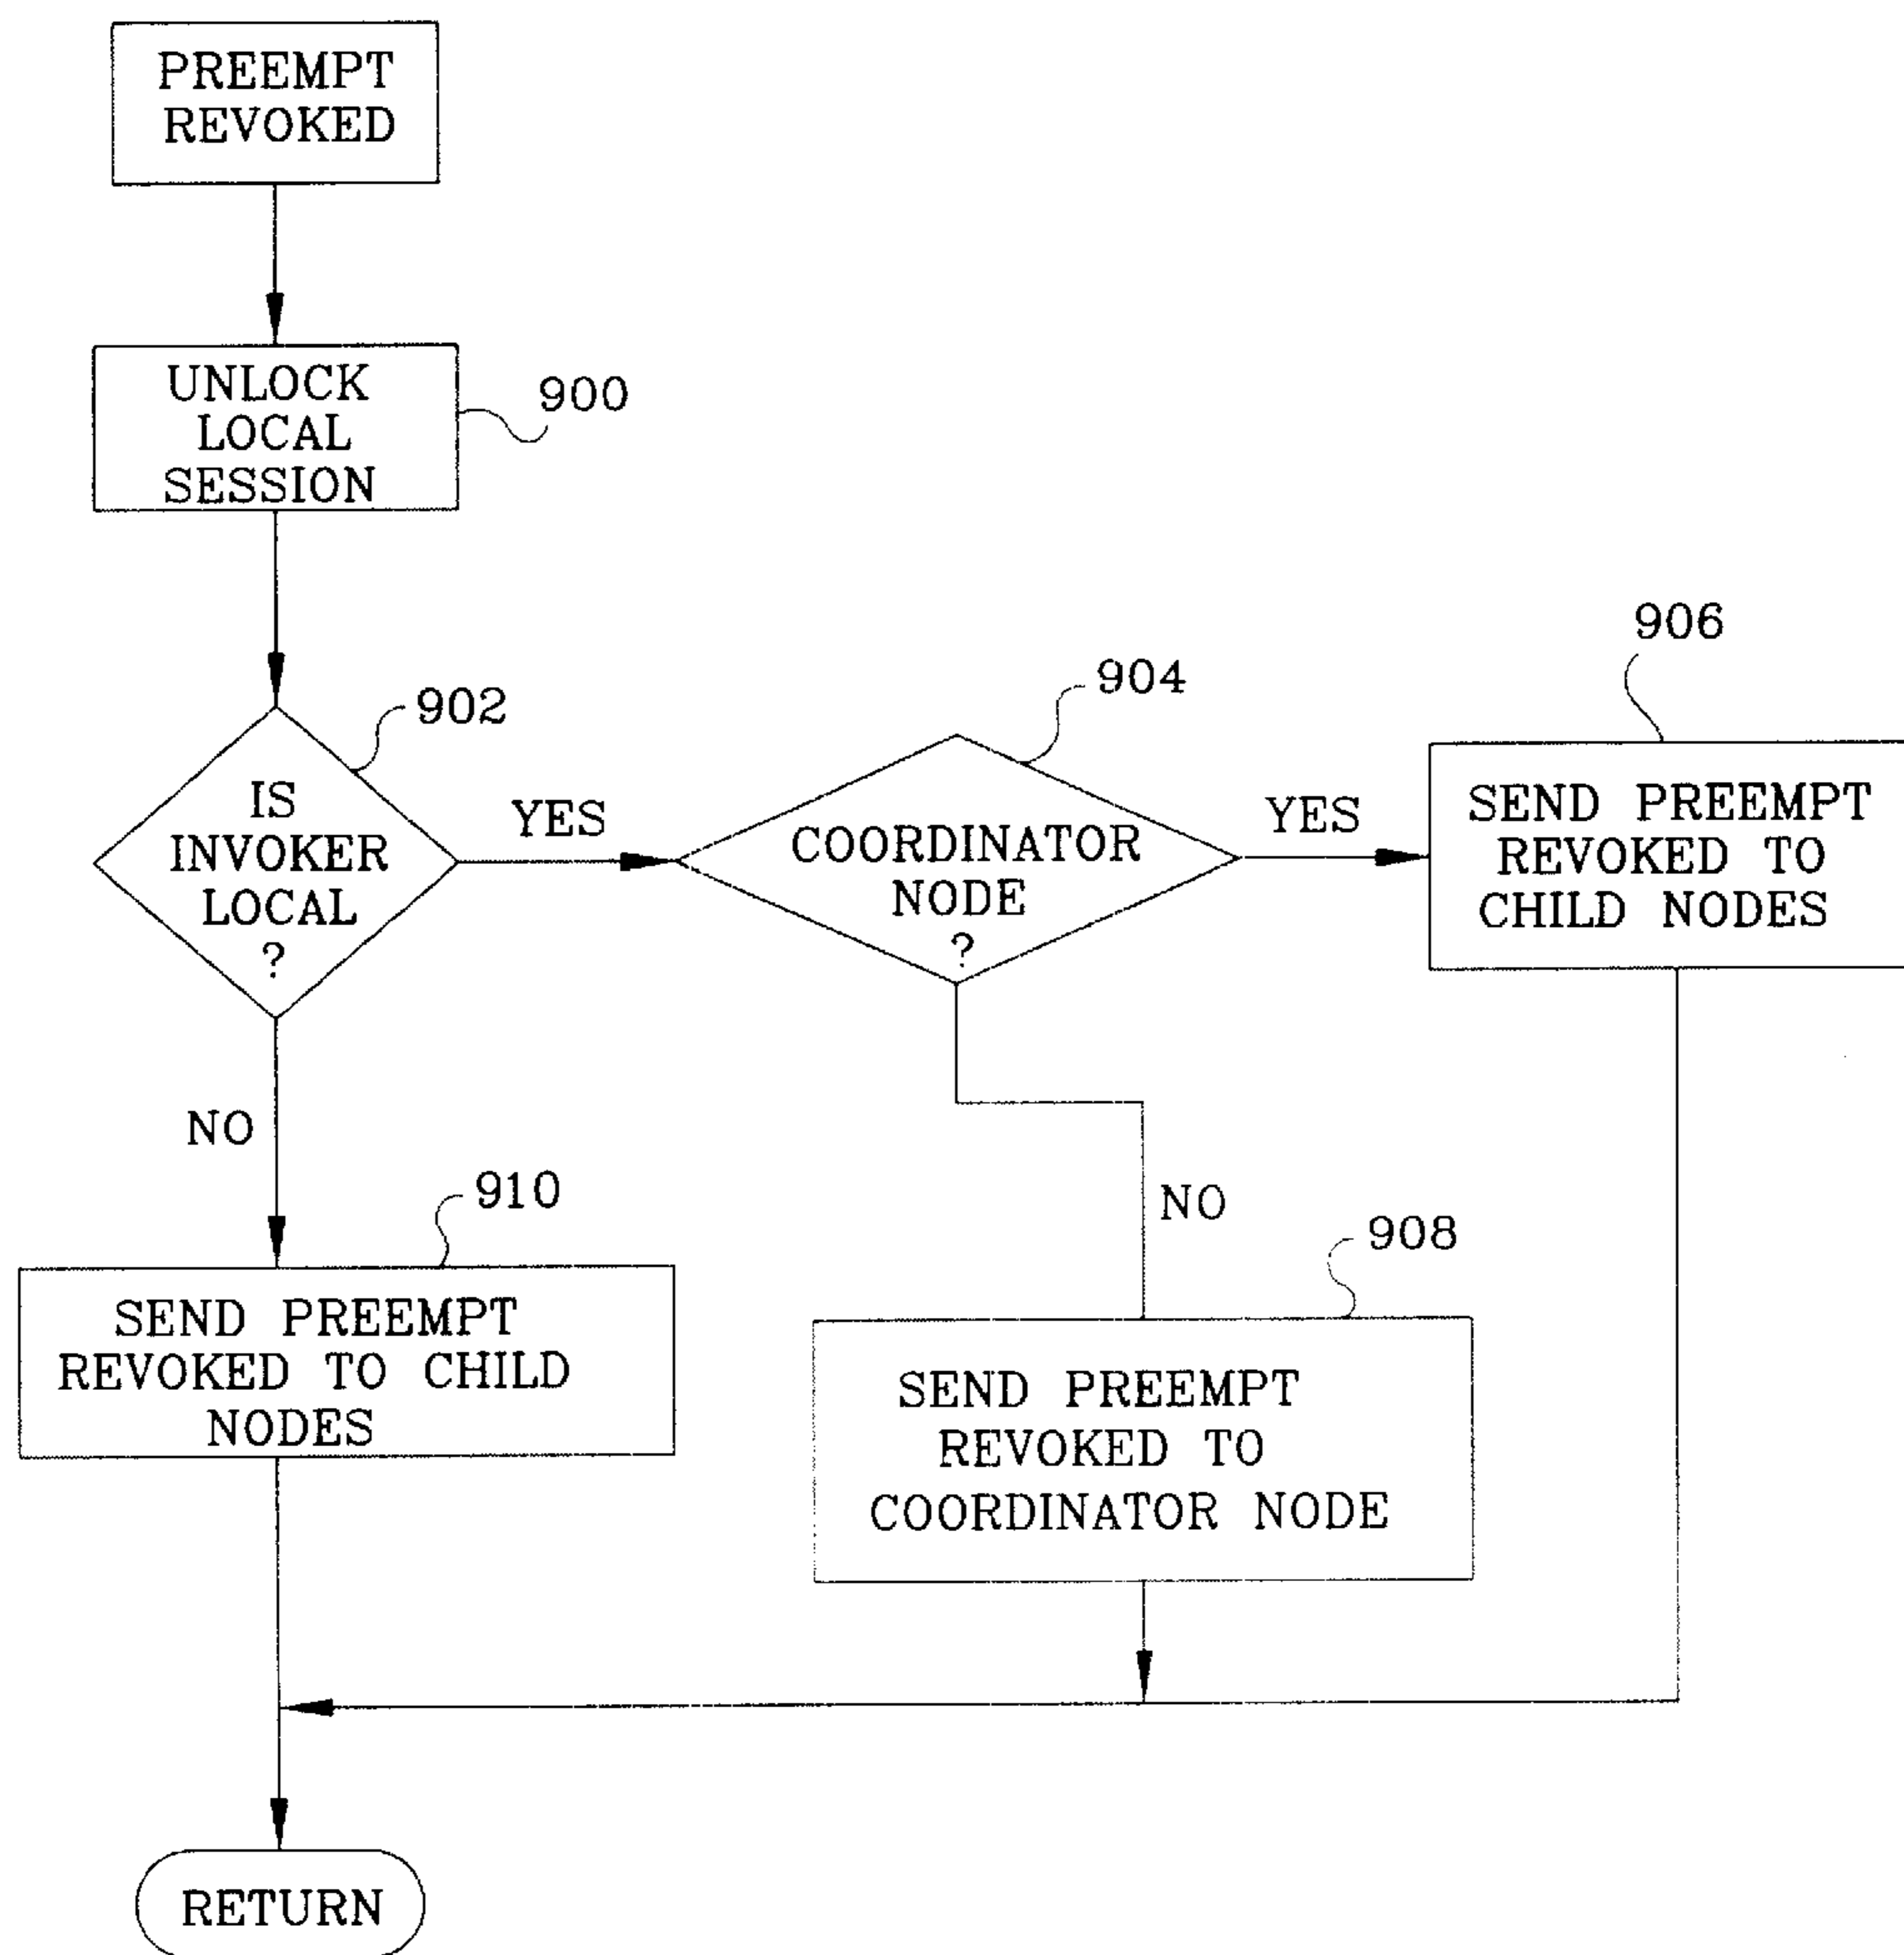 PREEMPT
REVOKED
UNLOCK
LOCAL
SESSION
900
902
IS
INVOKER
LOCAL
?
YES
904
COORDINATOR
NODE
?
YES
906
SEND PREEMPT
REVOKED TO
CHILD NODES
NO
910
SEND PREEMPT
REVOKED TO CHILD
NODES
NO
908
SEND PREEMPT
REVOKED TO
COORDINATOR NODE
RETURN